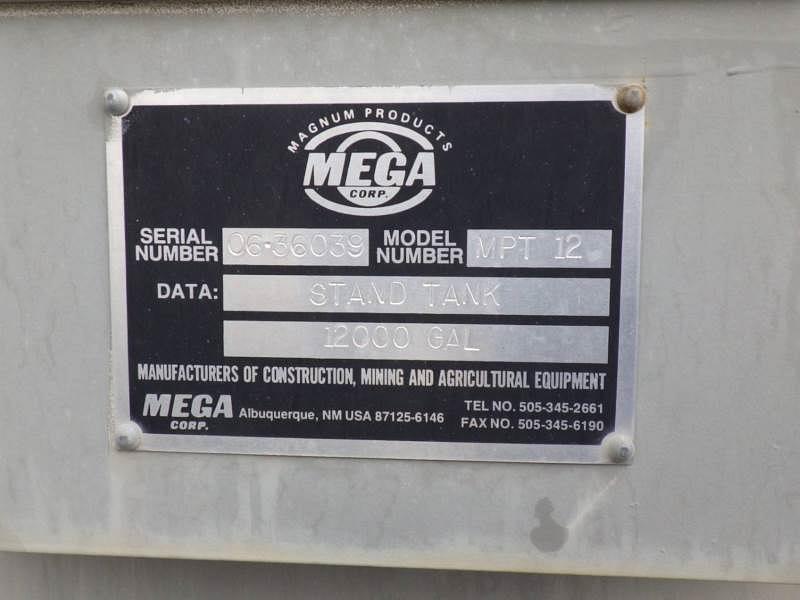 MAGNUM PRODUCTS
MEGA
CORP.
SERIAL NUMBER 06-36039 MODEL NUMBER MPT 12
DATA: STAND TANK
12000 GAL
MANUFACTURERS OF CONSTRUCTION, MINING AND AGRICULTURAL EQUIPMENT
MEGA CORP. Albuquerque, NM USA 87125-6146 TEL NO. 505-345-2661
FAX NO. 505-345-6190